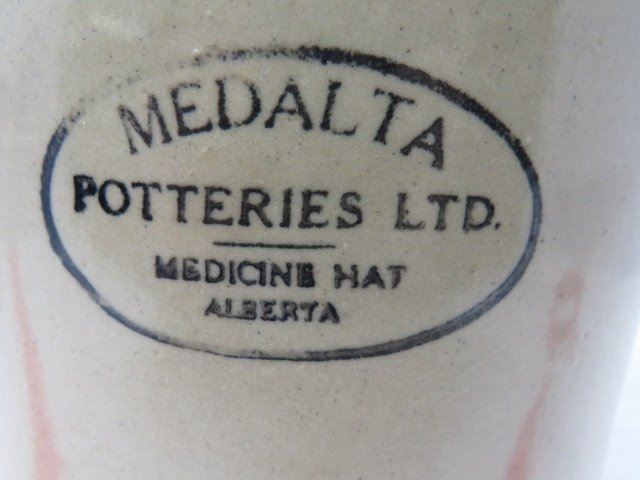 MEDALTA
POTTERIES LTD.
MEDICINE HAT
ALBERTA